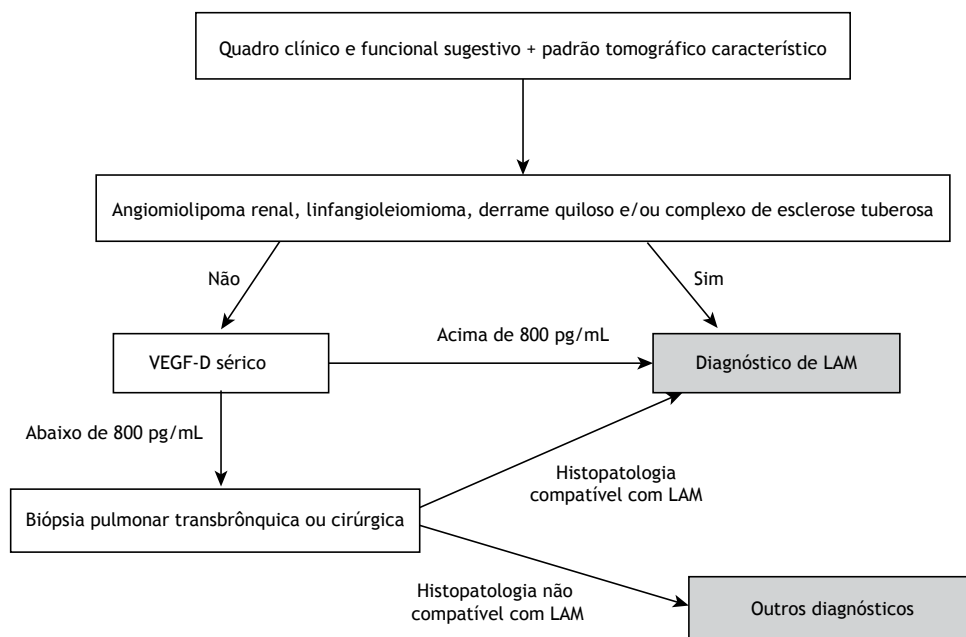 Quadro clínico e funcional sugestivo + padrão tomográfico característico
Angiomiolipoma renal, linfangioleiomioma, derrame quiloso e/ou complexo de esclerose tuberosa
Não
Sim
Acima de 800 pg/mL
VEGF-D sérico
Diagnóstico de LAM
Abaixo de 800 pg/mL
Histopatologia
compatível com LAM
Biópsia pulmonar transbrônquica ou cirúrgica
Histopatologia não
compatível com LAM
Outros diagnósticos